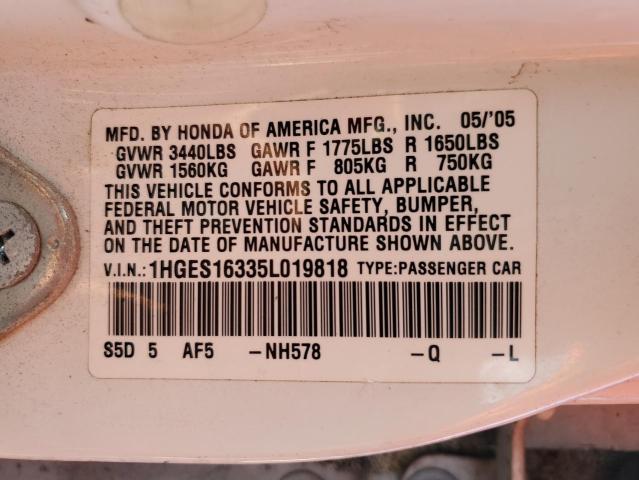 MFD. BY HONDA OF AMERICA MFG., INC. 05/'05
GVWR 3440LBS GAWR F 1775LBS R 1650LBS
GVWR 1560KG GAWR F 805KG R 750KG
THIS VEHICLE CONFORMS TO ALL APPLICABLE
FEDERAL MOTOR VEHICLE SAFETY, BUMPER,
AND THEFT PREVENTION STANDARDS IN EFFECT
ON THE DATE OF MANUFACTURE SHOWN ABOVE.
V.I.N.:1HGES16335L019818 TYPE:PASSENGER CAR
S5D 5 AF5 -NH578 -Q -L